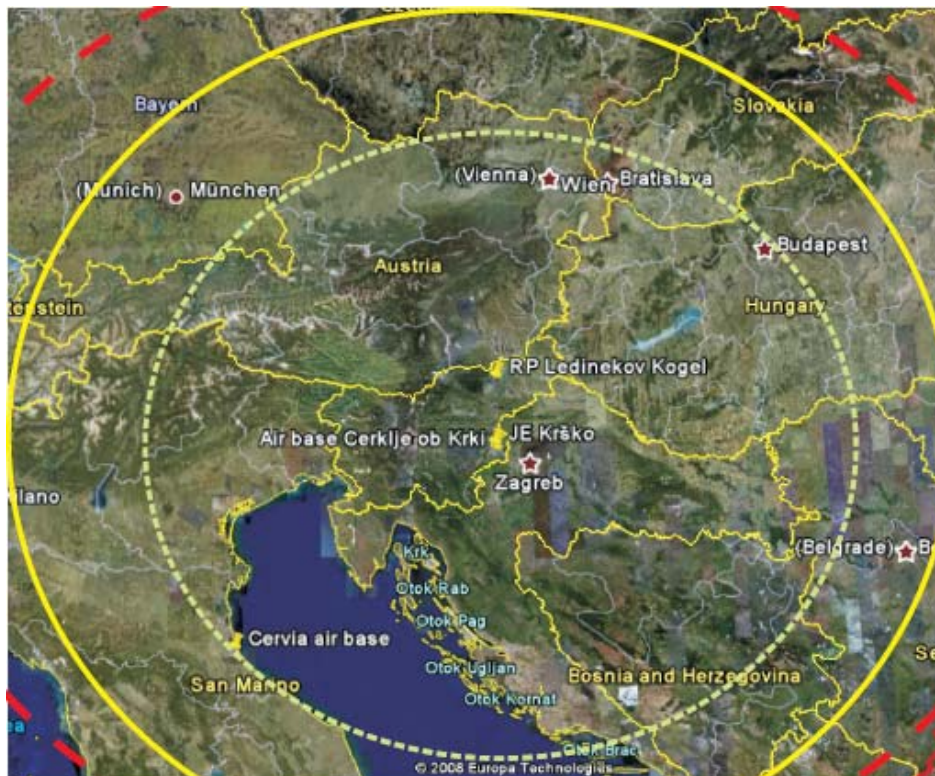 Bayern
Slovakia
(Munich) München
(Vienna) Wien
Bratislava
Budapest
Austria
Hungary
RP Ledinekov Kogel
Air base Cerklje ob Krki
JE Krško
Zagreb
(Belgrade)
Krk
Otok Rab
Otok Pag
Cervia air base
Otok Ugljan
Bosnia and Herzegovina
San Marino
Otok Kornat
Otok Brac
© 2008 Europa Technologies